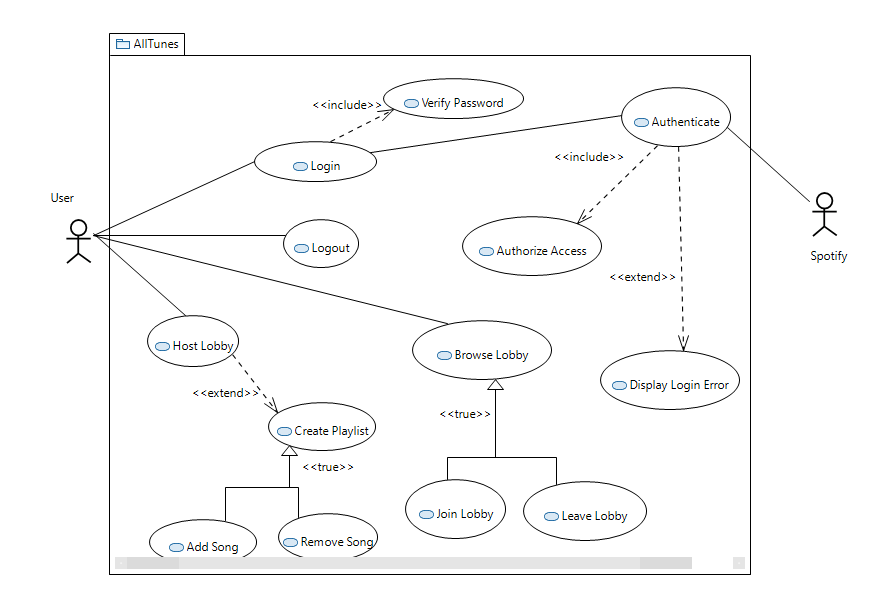 AllTunes
<<include>>
Verify Password
Authenticate
<<include>>
Login
User
Logout
Authorize Access
Spotify
<<extend>>
Host Lobby
Browse Lobby
<<extend>>
Display Login Error
<<true>>
Create Playlist
<<true>>
Join Lobby
Leave Lobby
Add Song
Remove Song